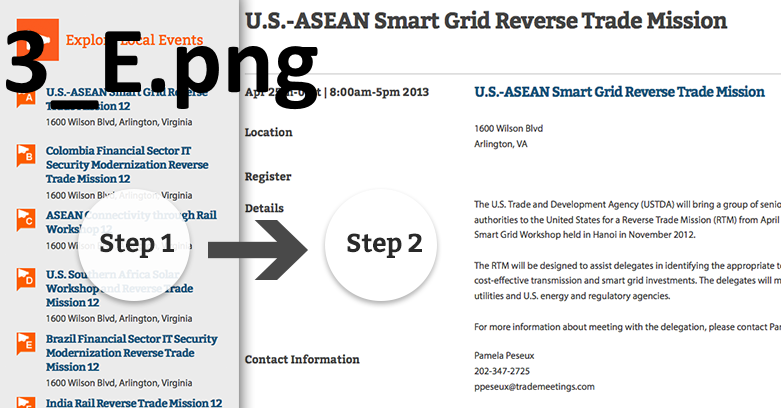 3_E.png
Explore Local Events
A
U.S.-ASEAN Smart Grid Reverse
Trade Mission 12
1600 Wilson Blvd, Arlington, Virginia
B
Colombia Financial Sector IT
Security Modernization Reverse
Trade Mission 12
1600 Wilson Blvd, Arlington, Virginia
C
ASEAN Connectivity through Rail
Workshop 12
1600 Wilson Blvd, Arlington, Virginia
D
U.S. Southern Africa Solar
Workshop and Reverse Trade
Mission 12
1600 Wilson Blvd, Arlington, Virginia
E
Brazil Financial Sector IT Security
Modernization Reverse Trade
Mission 12
1600 Wilson Blvd, Arlington, Virginia
India Rail Reverse Trade Mission 12
Step 1
Step 2
U.S.-ASEAN Smart Grid Reverse Trade Mission
Apr 28th-0 | 8:00am-5pm 2013
U.S.-ASEAN Smart Grid Reverse Trade Mission
Location
1600 Wilson Blvd
Arlington, VA
Register
Details
The U.S. Trade and Development Agency (USTDA) will bring a group of senio
authorities to the United States for a Reverse Trade Mission (RTM) from April
Smart Grid Workshop held in Hanoi in November 2012.
The RTM will be designed to assist delegates in identifying the appropriate te
cost-effective transmission and smart grid investments. The delegates will m
utilities and U.S. energy and regulatory agencies.
For more information about meeting with the delegation, please contact Pam
Contact Information
Pamela Peseux
202-347-2725
ppeseux@trademeetings.com